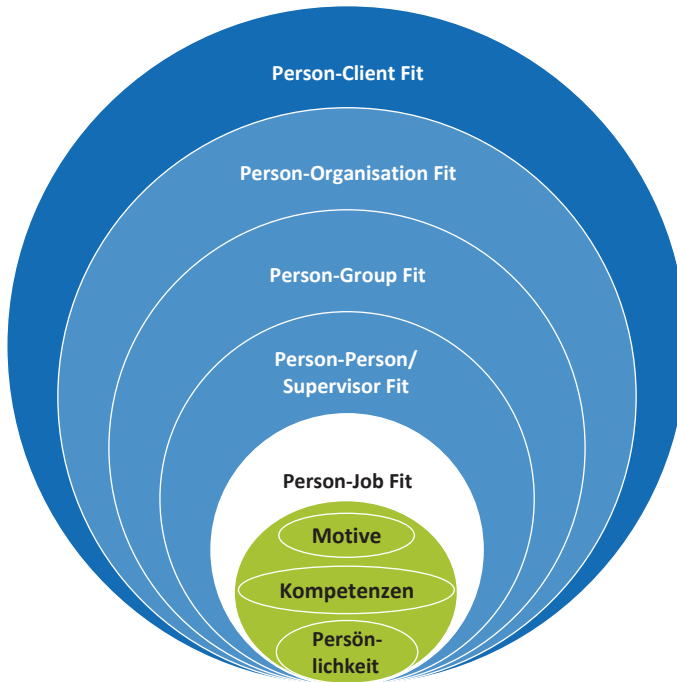 Person-Client Fit
Person-Organisation Fit
Person-Group Fit
Person-Person/
Supervisor Fit
Person-Job Fit
Motive
Kompetenzen
Persön-
lichkeit